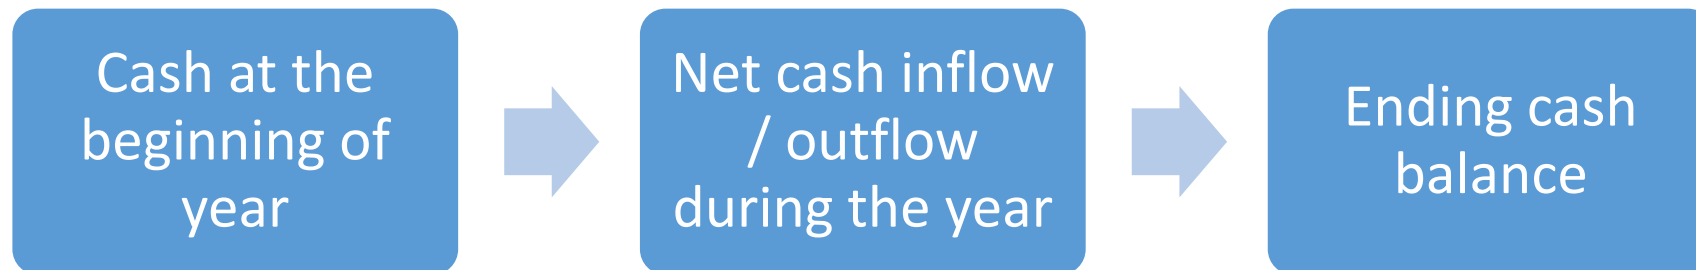 Cash at the
beginning of
year
Net cash inflow
/ outflow
during the year
Ending cash
balance